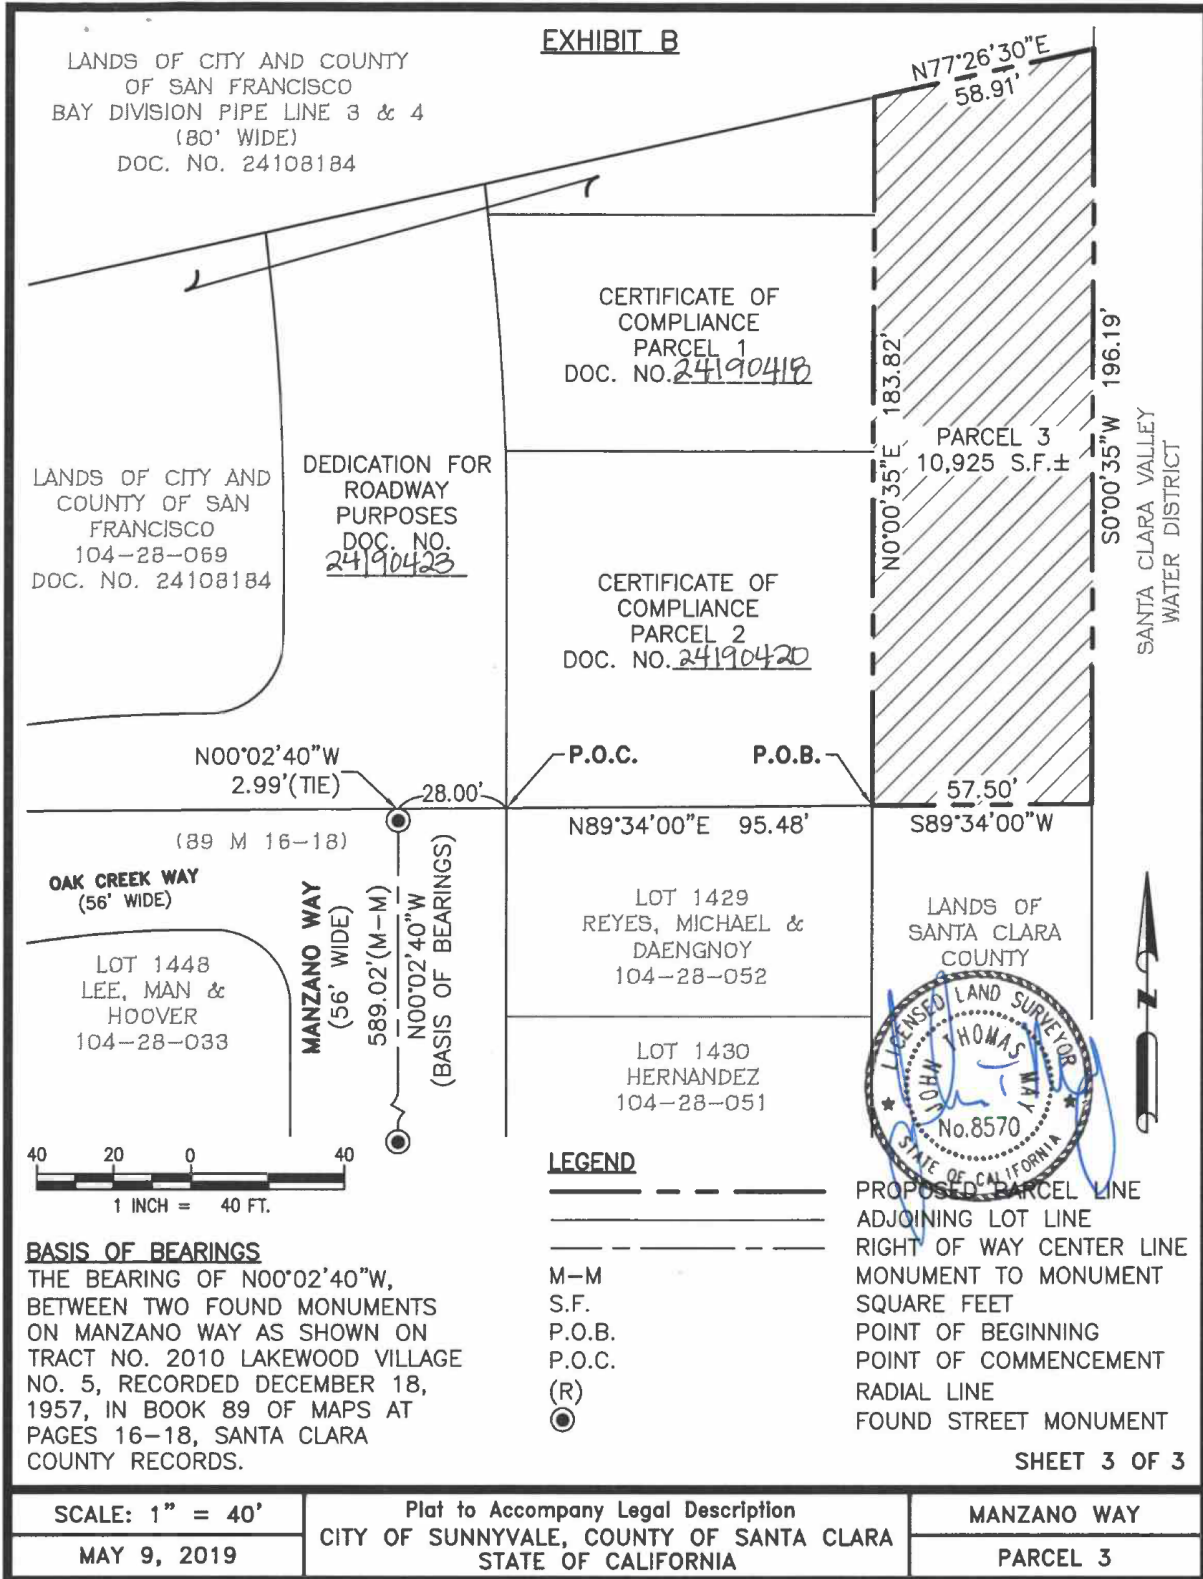 EXHIBIT B
LANDS OF CITY AND COUNTY
OF SAN FRANCISCO
BAY DIVISION PIPE LINE 3 & 4
(80' WIDE)
DOC. NO. 24108184
N77°26'30"E
58.91'
CERTIFICATE OF
COMPLIANCE
PARCEL 1
DOC. NO. 24190418
N0°00'35"E 183.82'
PARCEL 3
10,925 S.F.±
S0°00'35"W 196.19'
SANTA CLARA VALLEY
WATER DISTRICT
LANDS OF CITY AND
COUNTY OF SAN
FRANCISCO
104-28-069
DOC. NO. 24108184
DEDICATION FOR
ROADWAY
PURPOSES
DOC. NO.
24190423
CERTIFICATE OF
COMPLIANCE
PARCEL 2
DOC. NO. 24190420
N00°02'40"W
2.99'(TIE)
28.00'
P.O.C.
P.O.B.
57.50'
N89°34'00"E 95.48'
S89°34'00"W
(89 M 16-18)
OAK CREEK WAY
(56' WIDE)
MANZANO WAY
(56' WIDE)
589.02'(M-M)
N00°02'40"W
(BASIS OF BEARINGS)
LOT 1448
LEE, MAN &
HOOVER
104-28-033
LOT 1429
REYES, MICHAEL &
DAENGNOY
104-28-052
LANDS OF
SANTA CLARA
COUNTY
LOT 1430
HERNANDEZ
104-28-051
LICENSED LAND SURVEYOR
JOHN THOMAS MAY
No.8570
STATE OF CALIFORNIA
N
40 20 0 40
1 INCH = 40 FT.
LEGEND
PROPOSED PARCEL LINE
ADJOINING LOT LINE
RIGHT OF WAY CENTER LINE
M-M MONUMENT TO MONUMENT
S.F. SQUARE FEET
P.O.B. POINT OF BEGINNING
P.O.C. POINT OF COMMENCEMENT
(R) RADIAL LINE
FOUND STREET MONUMENT
BASIS OF BEARINGS
THE BEARING OF N00°02'40"W,
BETWEEN TWO FOUND MONUMENTS
ON MANZANO WAY AS SHOWN ON
TRACT NO. 2010 LAKEWOOD VILLAGE
NO. 5, RECORDED DECEMBER 18,
1957, IN BOOK 89 OF MAPS AT
PAGES 16-18, SANTA CLARA
COUNTY RECORDS.
SHEET 3 OF 3
SCALE: 1" = 40'
MAY 9, 2019
Plat to Accompany Legal Description
CITY OF SUNNYVALE, COUNTY OF SANTA CLARA
STATE OF CALIFORNIA
MANZANO WAY
PARCEL 3